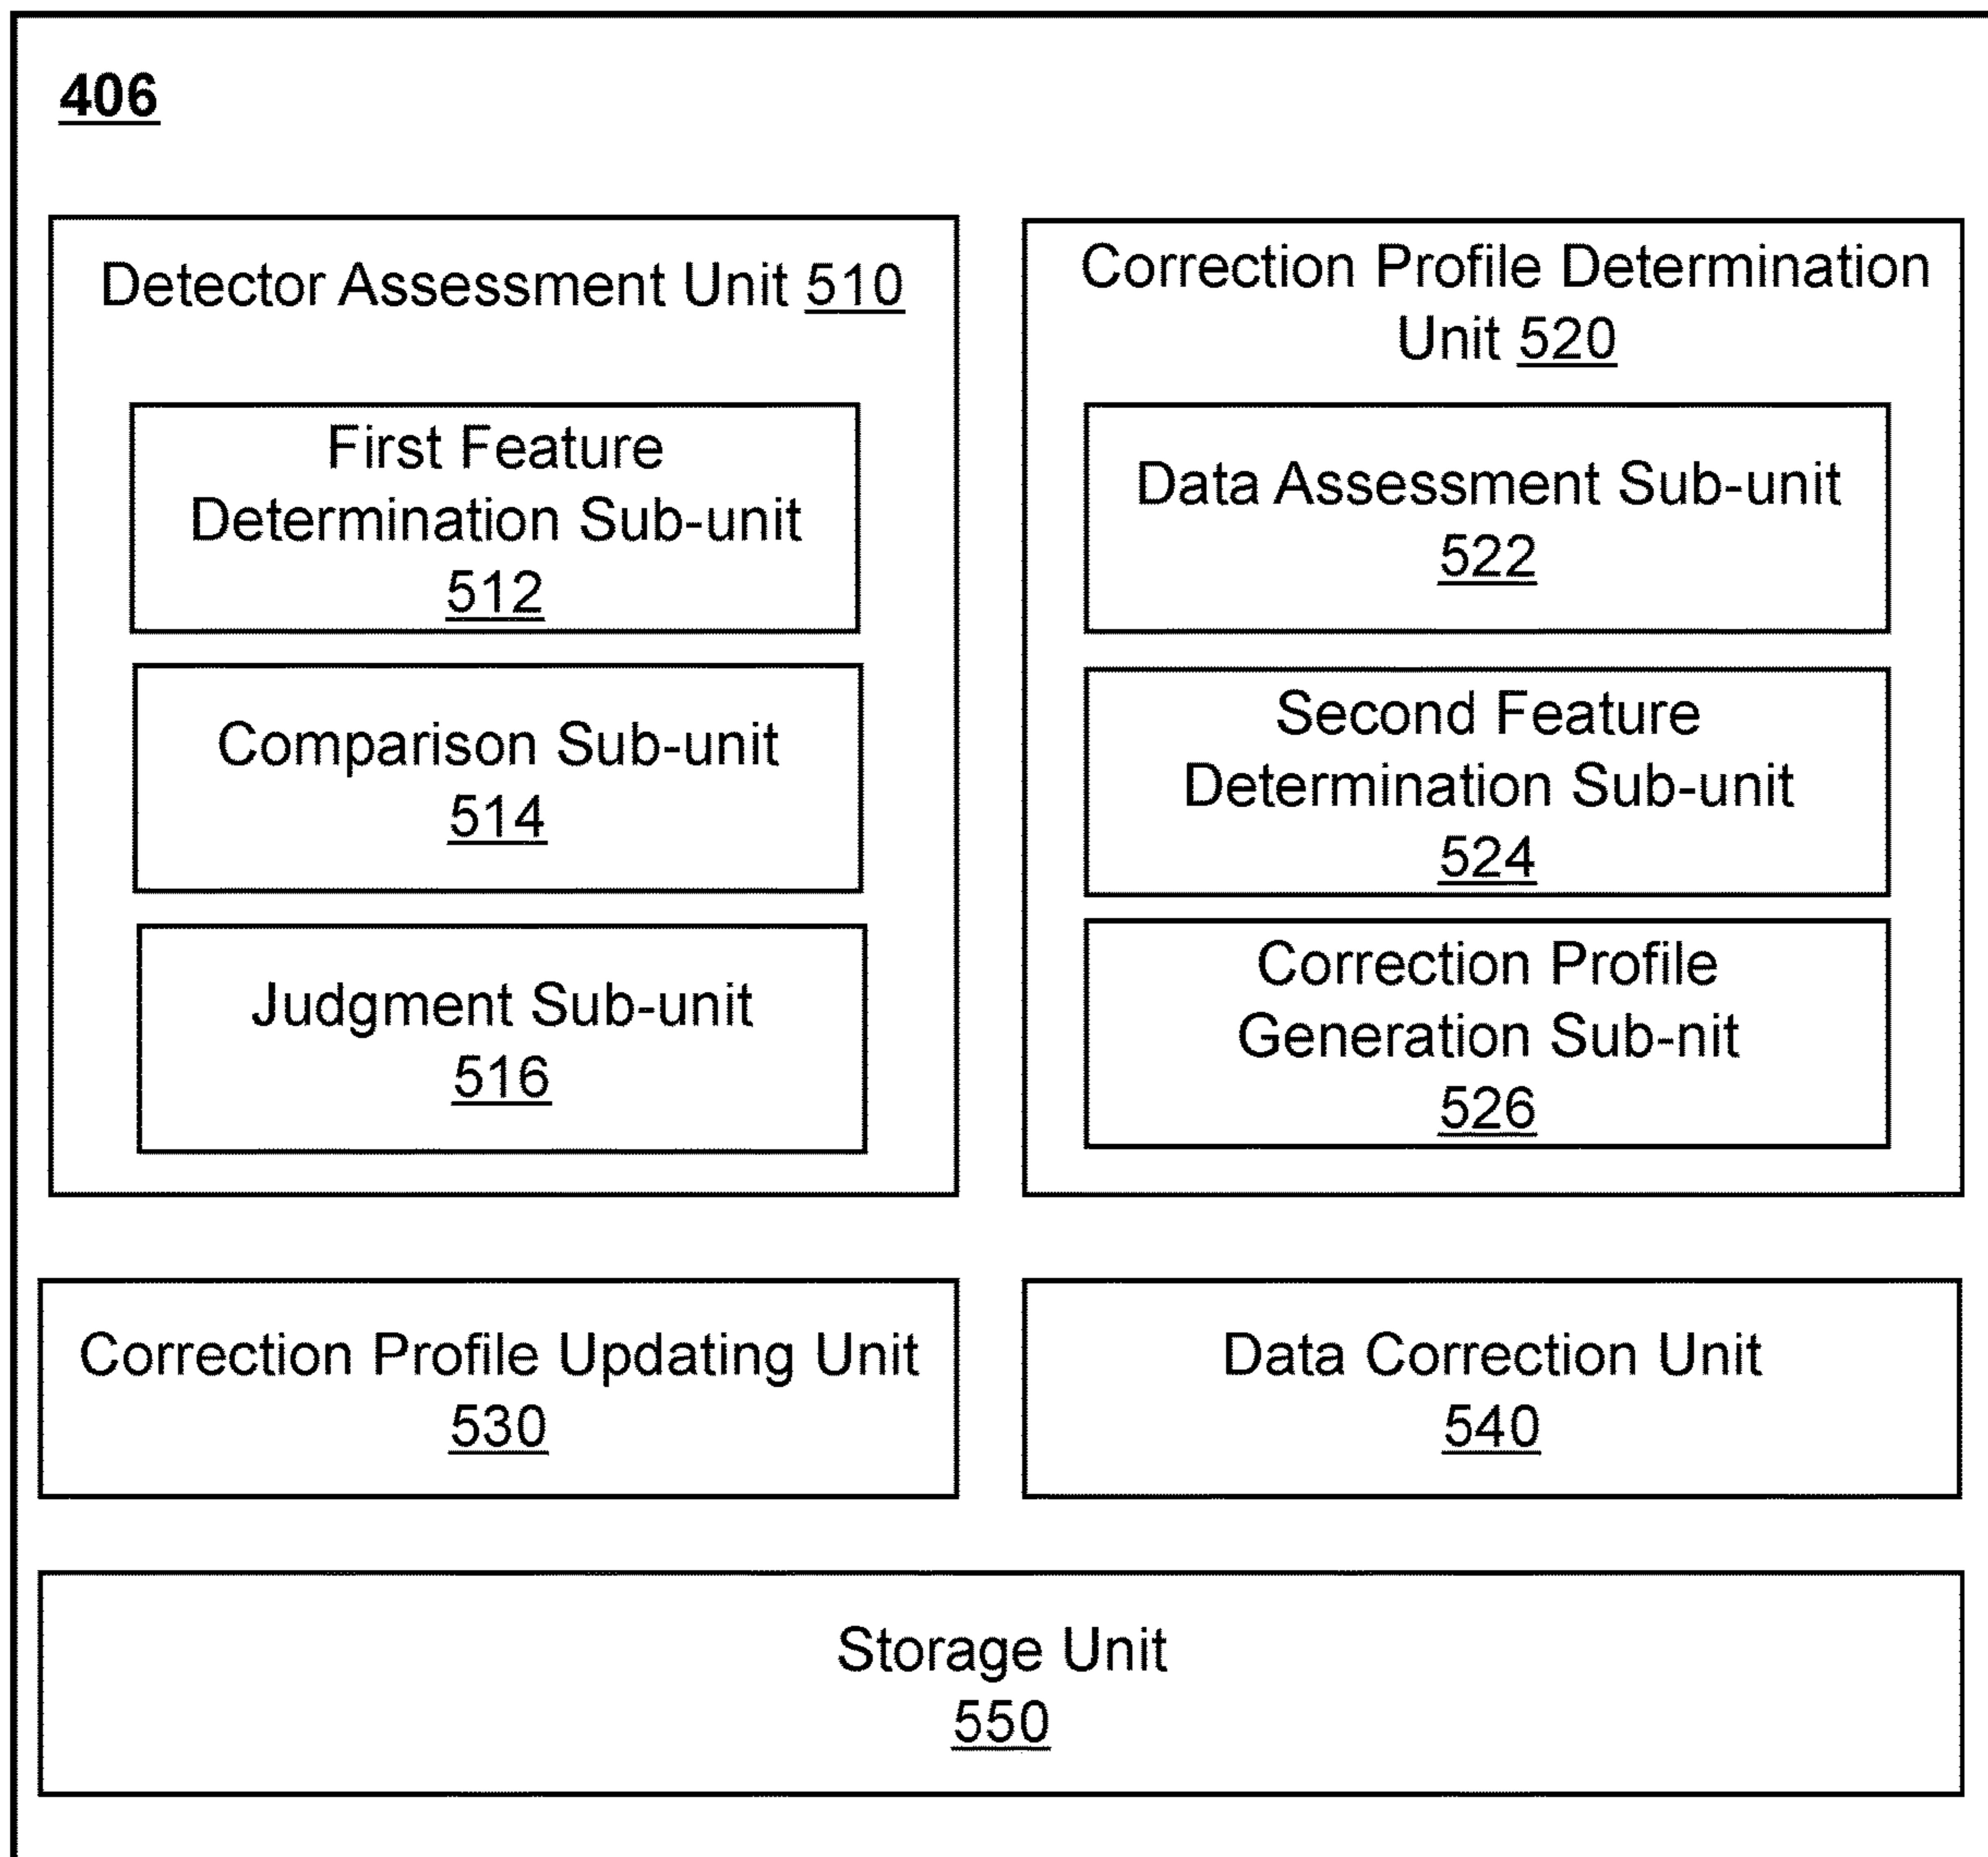 406
Detector Assessment Unit 510
First Feature
Determination Sub-unit
512
Comparison Sub-unit
514
Judgment Sub-unit
516
Correction Profile Determination
Unit 520
Data Assessment Sub-unit
522
Second Feature
Determination Sub-unit
524
Correction Profile
Generation Sub-nit
526
Correction Profile Updating Unit
530
Data Correction Unit
540
Storage Unit
550